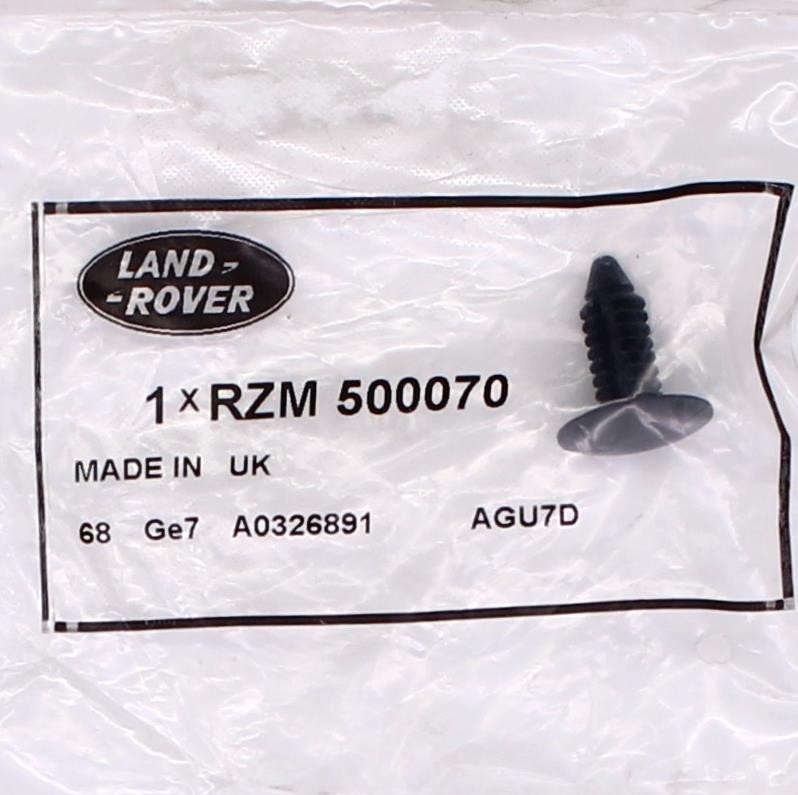 LAND-
-ROVER
1 x RZM 500070
MADE IN UK
68 Ge7 A0326891 AGU7D